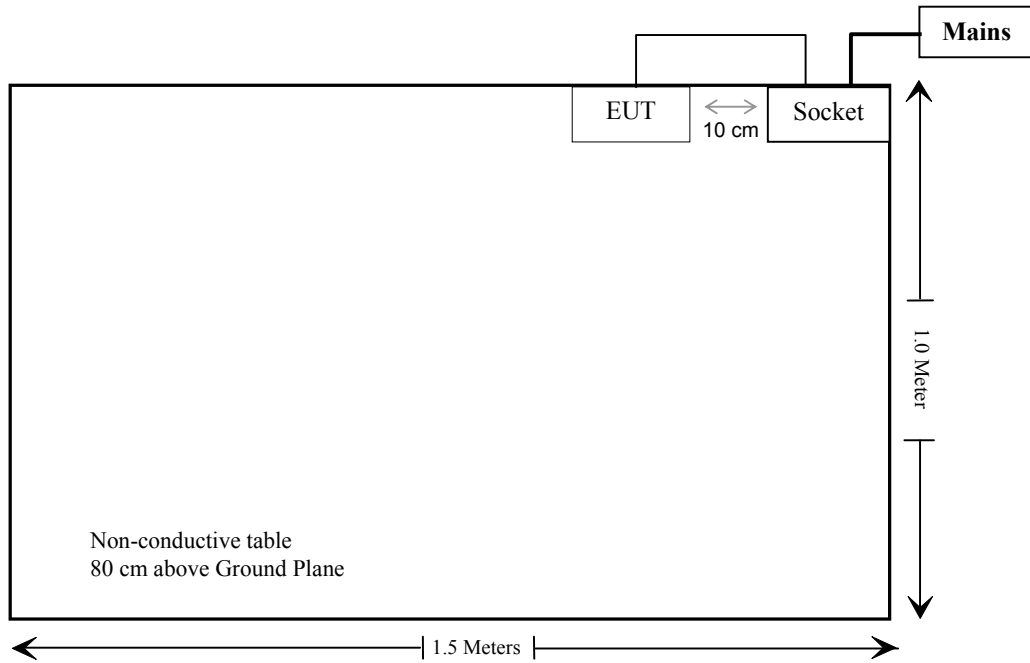 Mains
EUT
Socket
10 cm
1.0 Meter
Non-conductive table
80 cm above Ground Plane
1.5 Meters